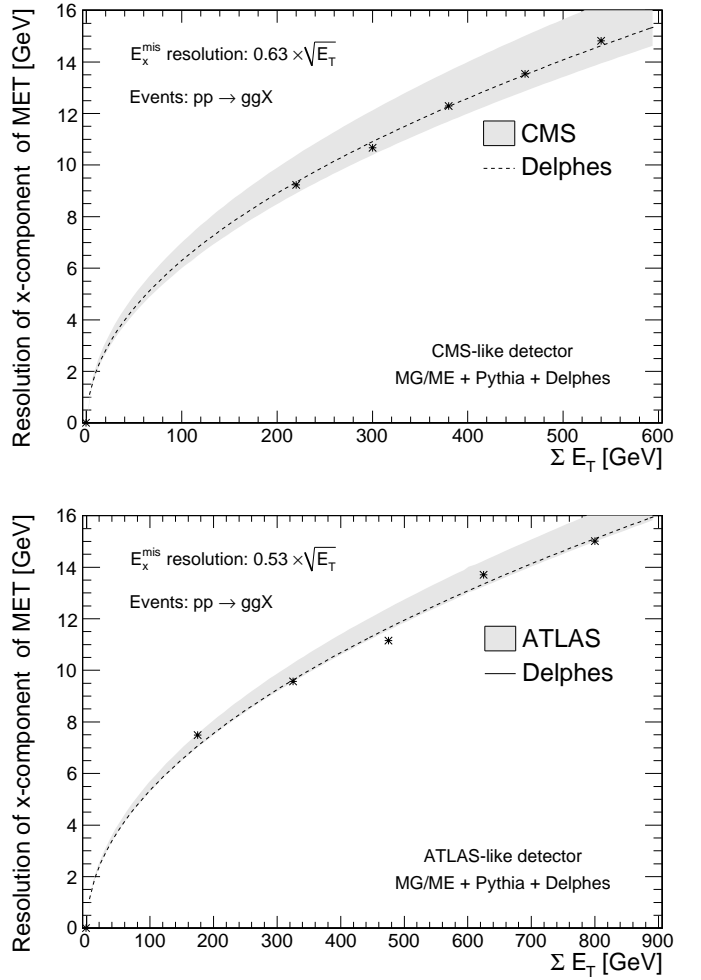 Resolution of x-component of MET [GeV]
16
14
12
10
8
6
4
2
0
E_x^mis resolution: 0.63 ×√E_T
Events: pp → ggX
CMS
Delphes
CMS-like detector
MG/ME + Pythia + Delphes
0 100 200 300 400 500 600
Σ E_T [GeV]
Resolution of x-component of MET [GeV]
16
14
12
10
8
6
4
2
0
E_x^mis resolution: 0.53 ×√E_T
Events: pp → ggX
ATLAS
Delphes
ATLAS-like detector
MG/ME + Pythia + Delphes
0 100 200 300 400 500 600 700 800 900
Σ E_T [GeV]